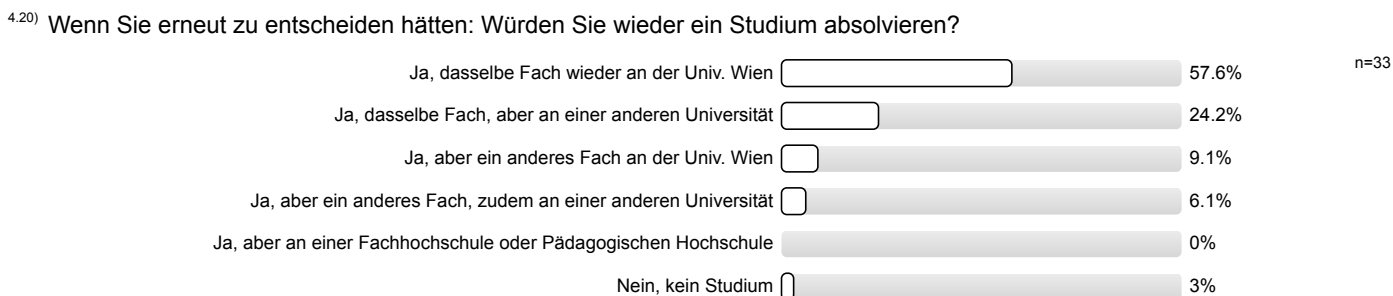 4.20) Wenn Sie erneut zu entscheiden hätten: Würden Sie wieder ein Studium absolvieren?
Ja, dasselbe Fach wieder an der Univ. Wien 57.6% n=33
Ja, dasselbe Fach, aber an einer anderen Universität 24.2%
Ja, aber ein anderes Fach an der Univ. Wien 9.1%
Ja, aber ein anderes Fach, zudem an einer anderen Universität 6.1%
Ja, aber an einer Fachhochschule oder Pädagogischen Hochschule 0%
Nein, kein Studium 3%